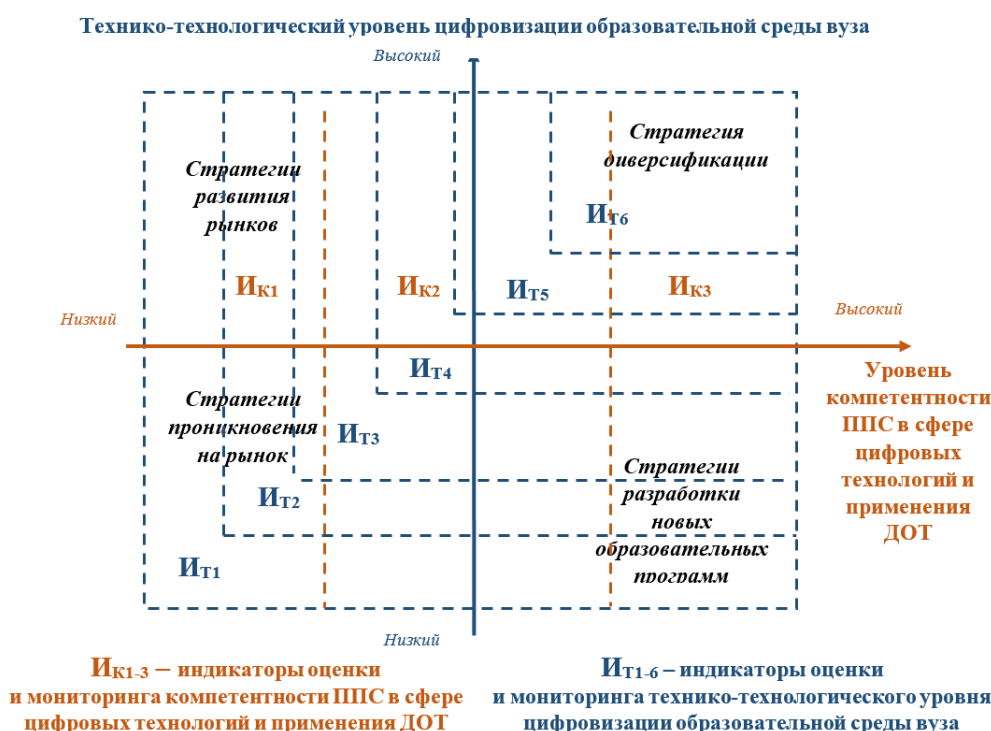 Технико-технологический уровень цифровизации образовательной среды вуза
Высокий
Стратегии
развития
рынков
Стратегия
диверсификации
ИТ6
ИК1
ИК2
ИТ5
ИК3
Низкий
Высокий
ИТ4
Уровень
компетентности
ППС в сфере
цифровых
технологий и
применения
ДОТ
Стратегии
проникновения
на рынок
ИТ3
Стратегии
разработки
новых
образовательных
программ
ИТ2
ИТ1
Низкий
ИК1-3 – индикаторы оценки
и мониторинга компетентности ППС в сфере
цифровых технологий и применения ДОТ
ИТ1-6 – индикаторы оценки
и мониторинга технико-технологического уровня
цифровизации образовательной среды вуза